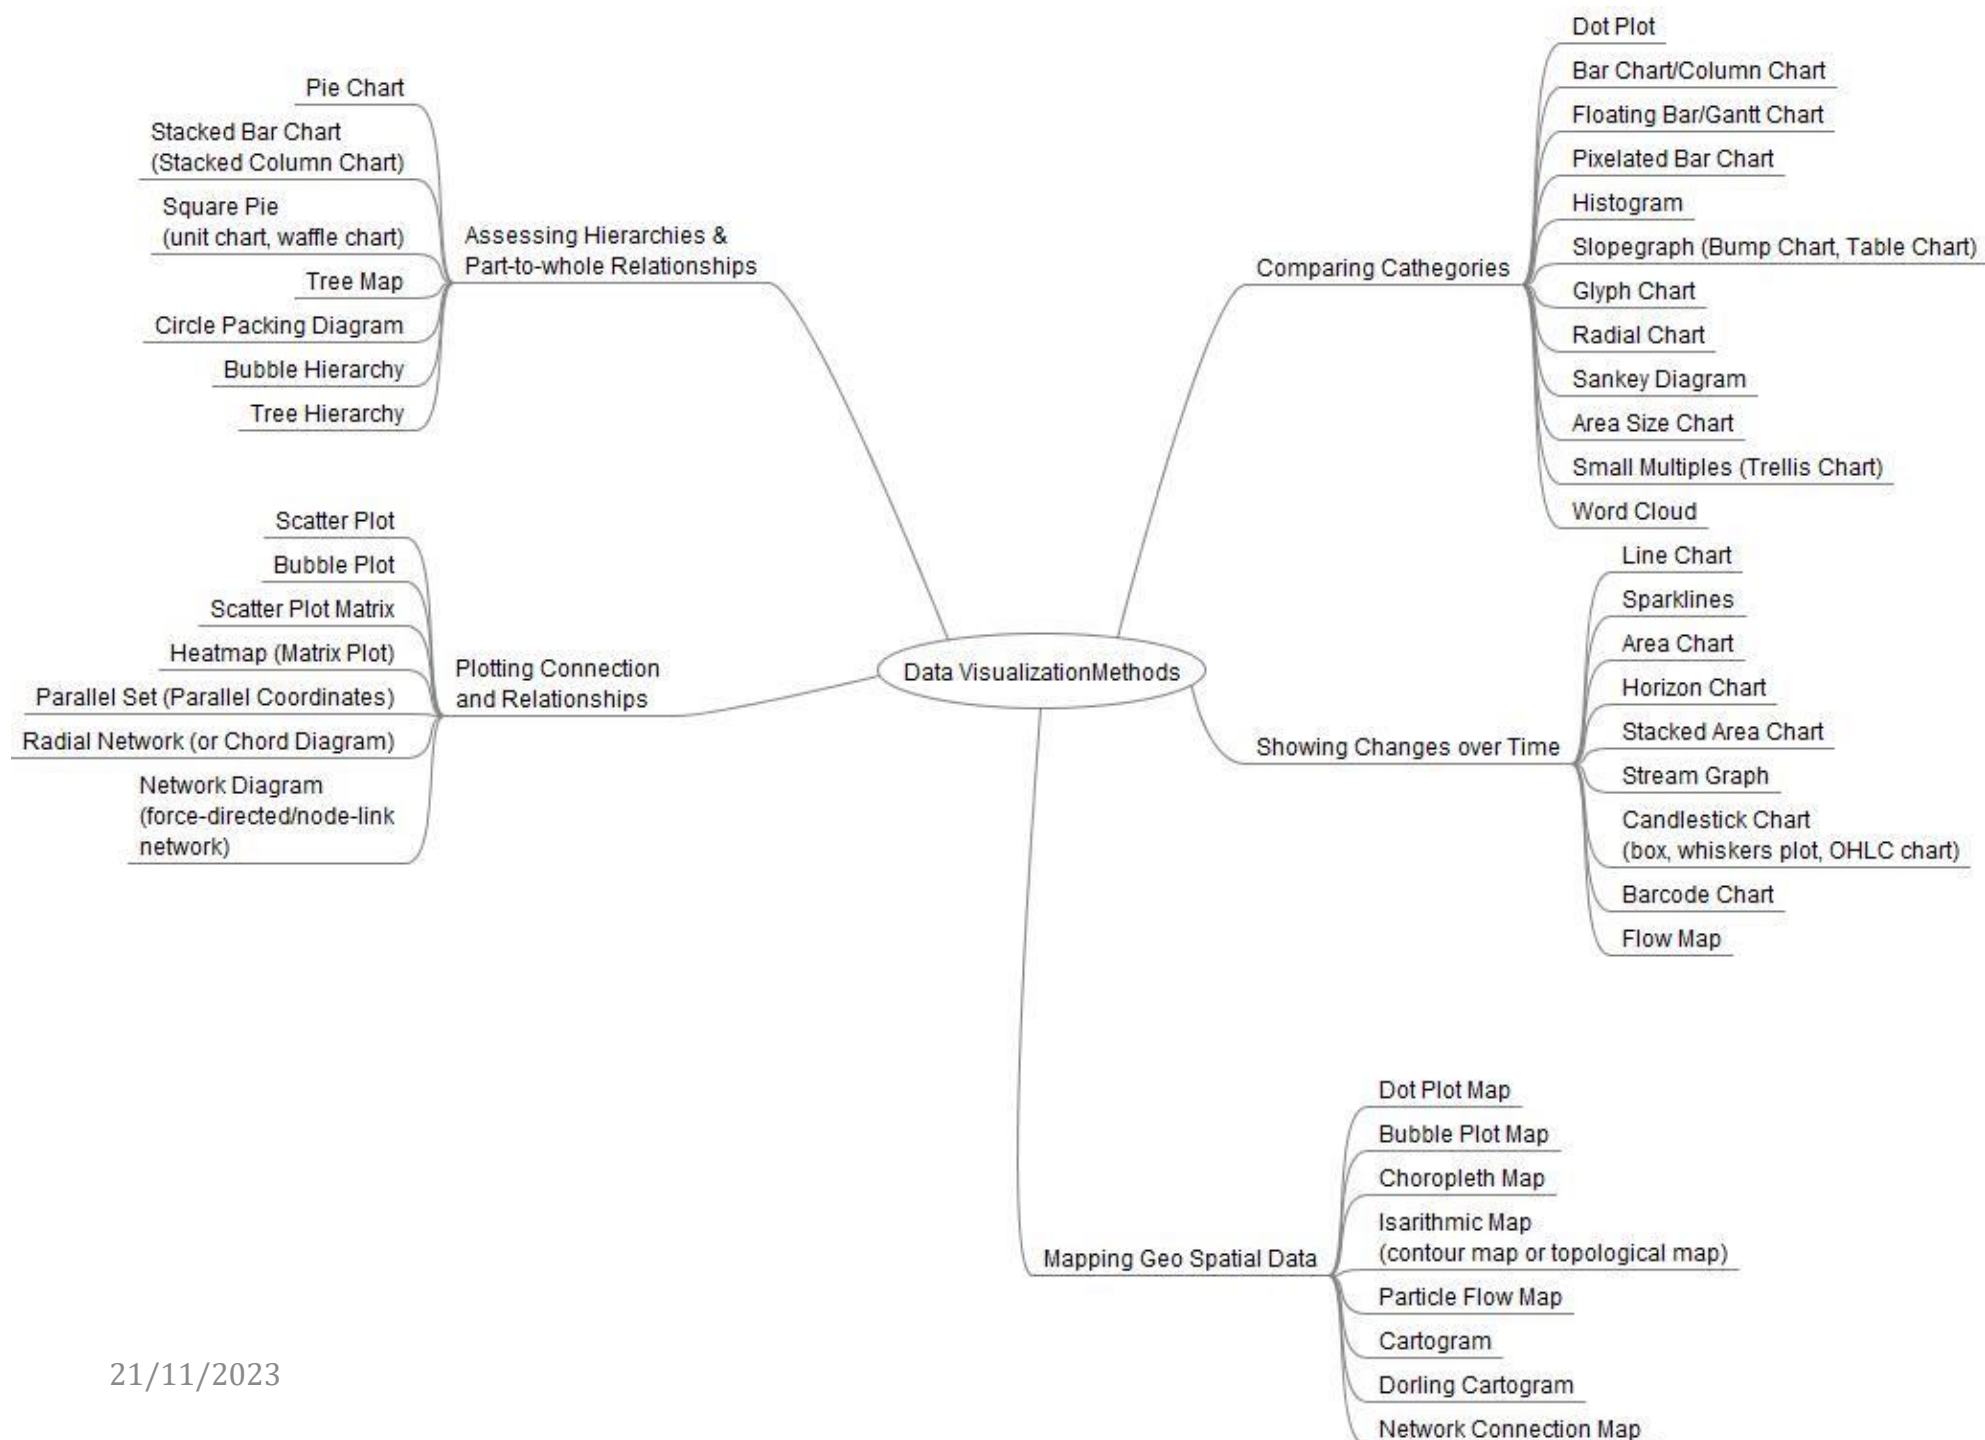 Pie Chart
Stacked Bar Chart
(Stacked Column Chart)
Square Pie
(unit chart, waffle chart)
Tree Map
Circle Packing Diagram
Bubble Hierarchy
Tree Hierarchy
Assessing Hierarchies &
Part-to-whole Relationships
Scatter Plot
Bubble Plot
Scatter Plot Matrix
Heatmap (Matrix Plot)
Parallel Set (Parallel Coordinates)
Radial Network (or Chord Diagram)
Network Diagram
(force-directed/node-link
network)
Plotting Connection
and Relationships
Data VisualizationMethods
Comparing Cathegories
Dot Plot
Bar Chart/Column Chart
Floating Bar/Gantt Chart
Pixelated Bar Chart
Histogram
Slopegraph (Bump Chart, Table Chart)
Glyph Chart
Radial Chart
Sankey Diagram
Area Size Chart
Small Multiples (Trellis Chart)
Word Cloud
Showing Changes over Time
Line Chart
Sparklines
Area Chart
Horizon Chart
Stacked Area Chart
Stream Graph
Candlestick Chart
(box, whiskers plot, OHLC chart)
Barcode Chart
Flow Map
Mapping Geo Spatial Data
Dot Plot Map
Bubble Plot Map
Choropleth Map
Isarithmic Map
(contour map or topological map)
Particle Flow Map
Cartogram
Dorling Cartogram
Network Connection Map
21/11/2023